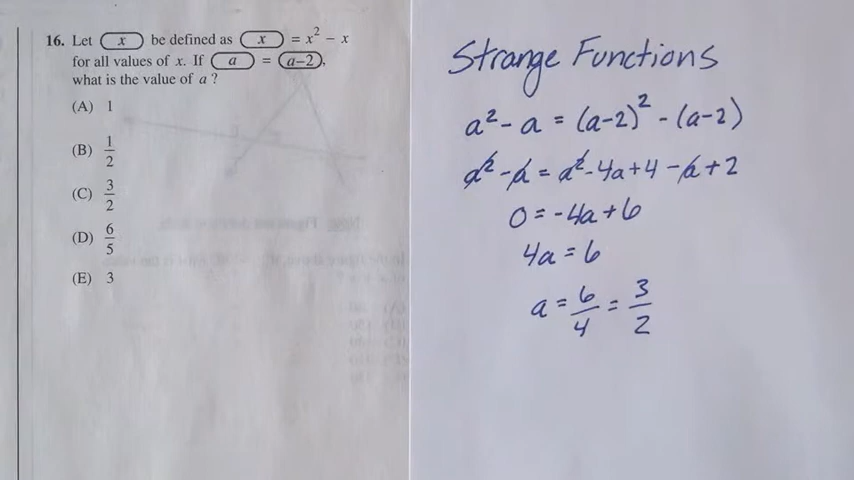 16. Let x be defined as x = x² − x
for all values of x. If a = a−2,
what is the value of a ?
(A) 1
(B) 1/2
(C) 3/2
(D) 6/5
(E) 3
Strange Functions
a² - a = (a-2)² - (a-2)
a² - a = a² - 4a + 4 - a + 2
0 = -4a + 6
4a = 6
a = 6/4 = 3/2